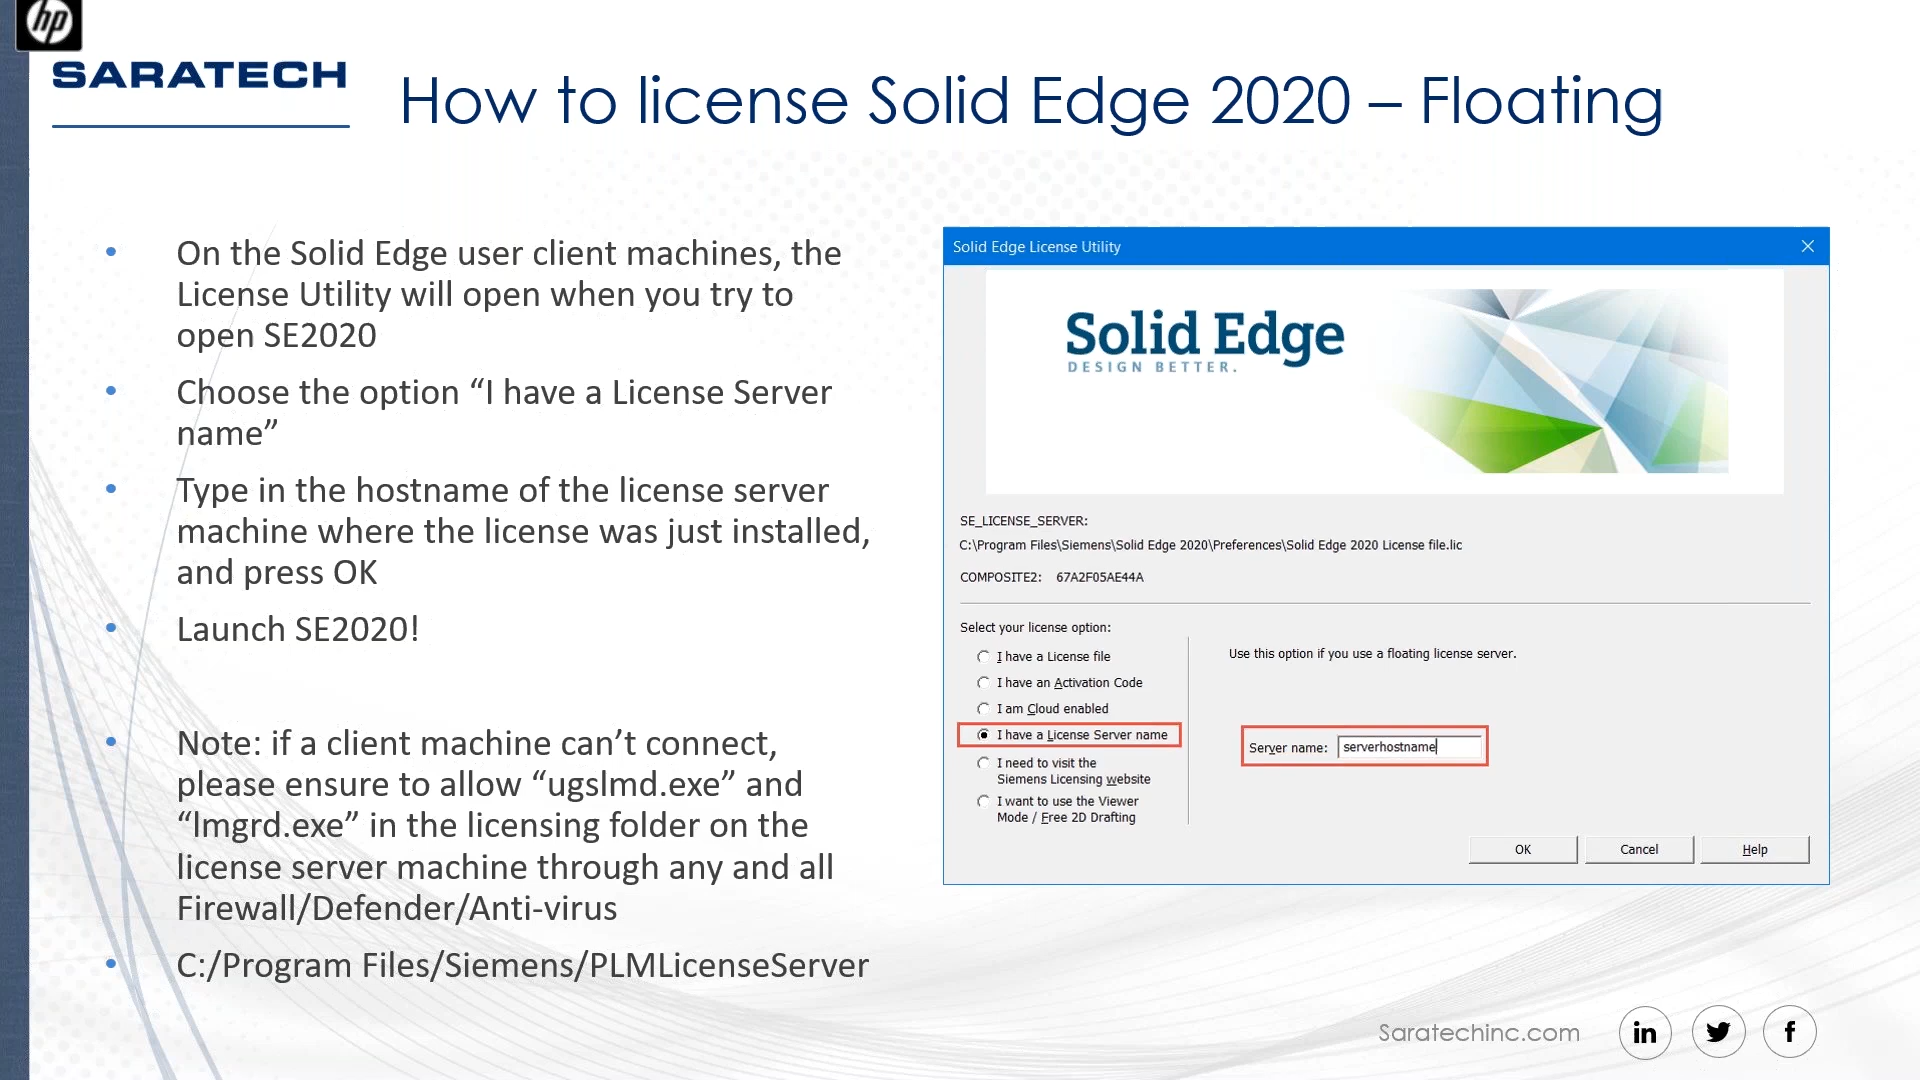 hp
SARATECH
How to license Solid Edge 2020 – Floating
• On the Solid Edge user client machines, the
License Utility will open when you try to
open SE2020
• Choose the option “I have a License Server
name”
• Type in the hostname of the license server
machine where the license was just installed,
and press OK
• Launch SE2020!
• Note: if a client machine can’t connect,
please ensure to allow “ugslmd.exe” and
“lmgrd.exe” in the licensing folder on the
license server machine through any and all
Firewall/Defender/Anti-virus
• C:/Program Files/Siemens/PLMLicenseServer
Solid Edge License Utility
Solid Edge
DESIGN BETTER.
SE_LICENSE_SERVER:
C:\Program Files\Siemens\Solid Edge 2020\Preferences\Solid Edge 2020 License file.lic
COMPOSITE2: 67A2F05AE44A
Select your license option:
I have a License file
I have an Activation Code
I am Cloud enabled
I have a License Server name
I need to visit the
Siemens Licensing website
I want to use the Viewer
Mode / Free 2D Drafting
Use this option if you use a floating license server.
Server name: serverhostname
OK Cancel Help
Saratechinc.com
in
f